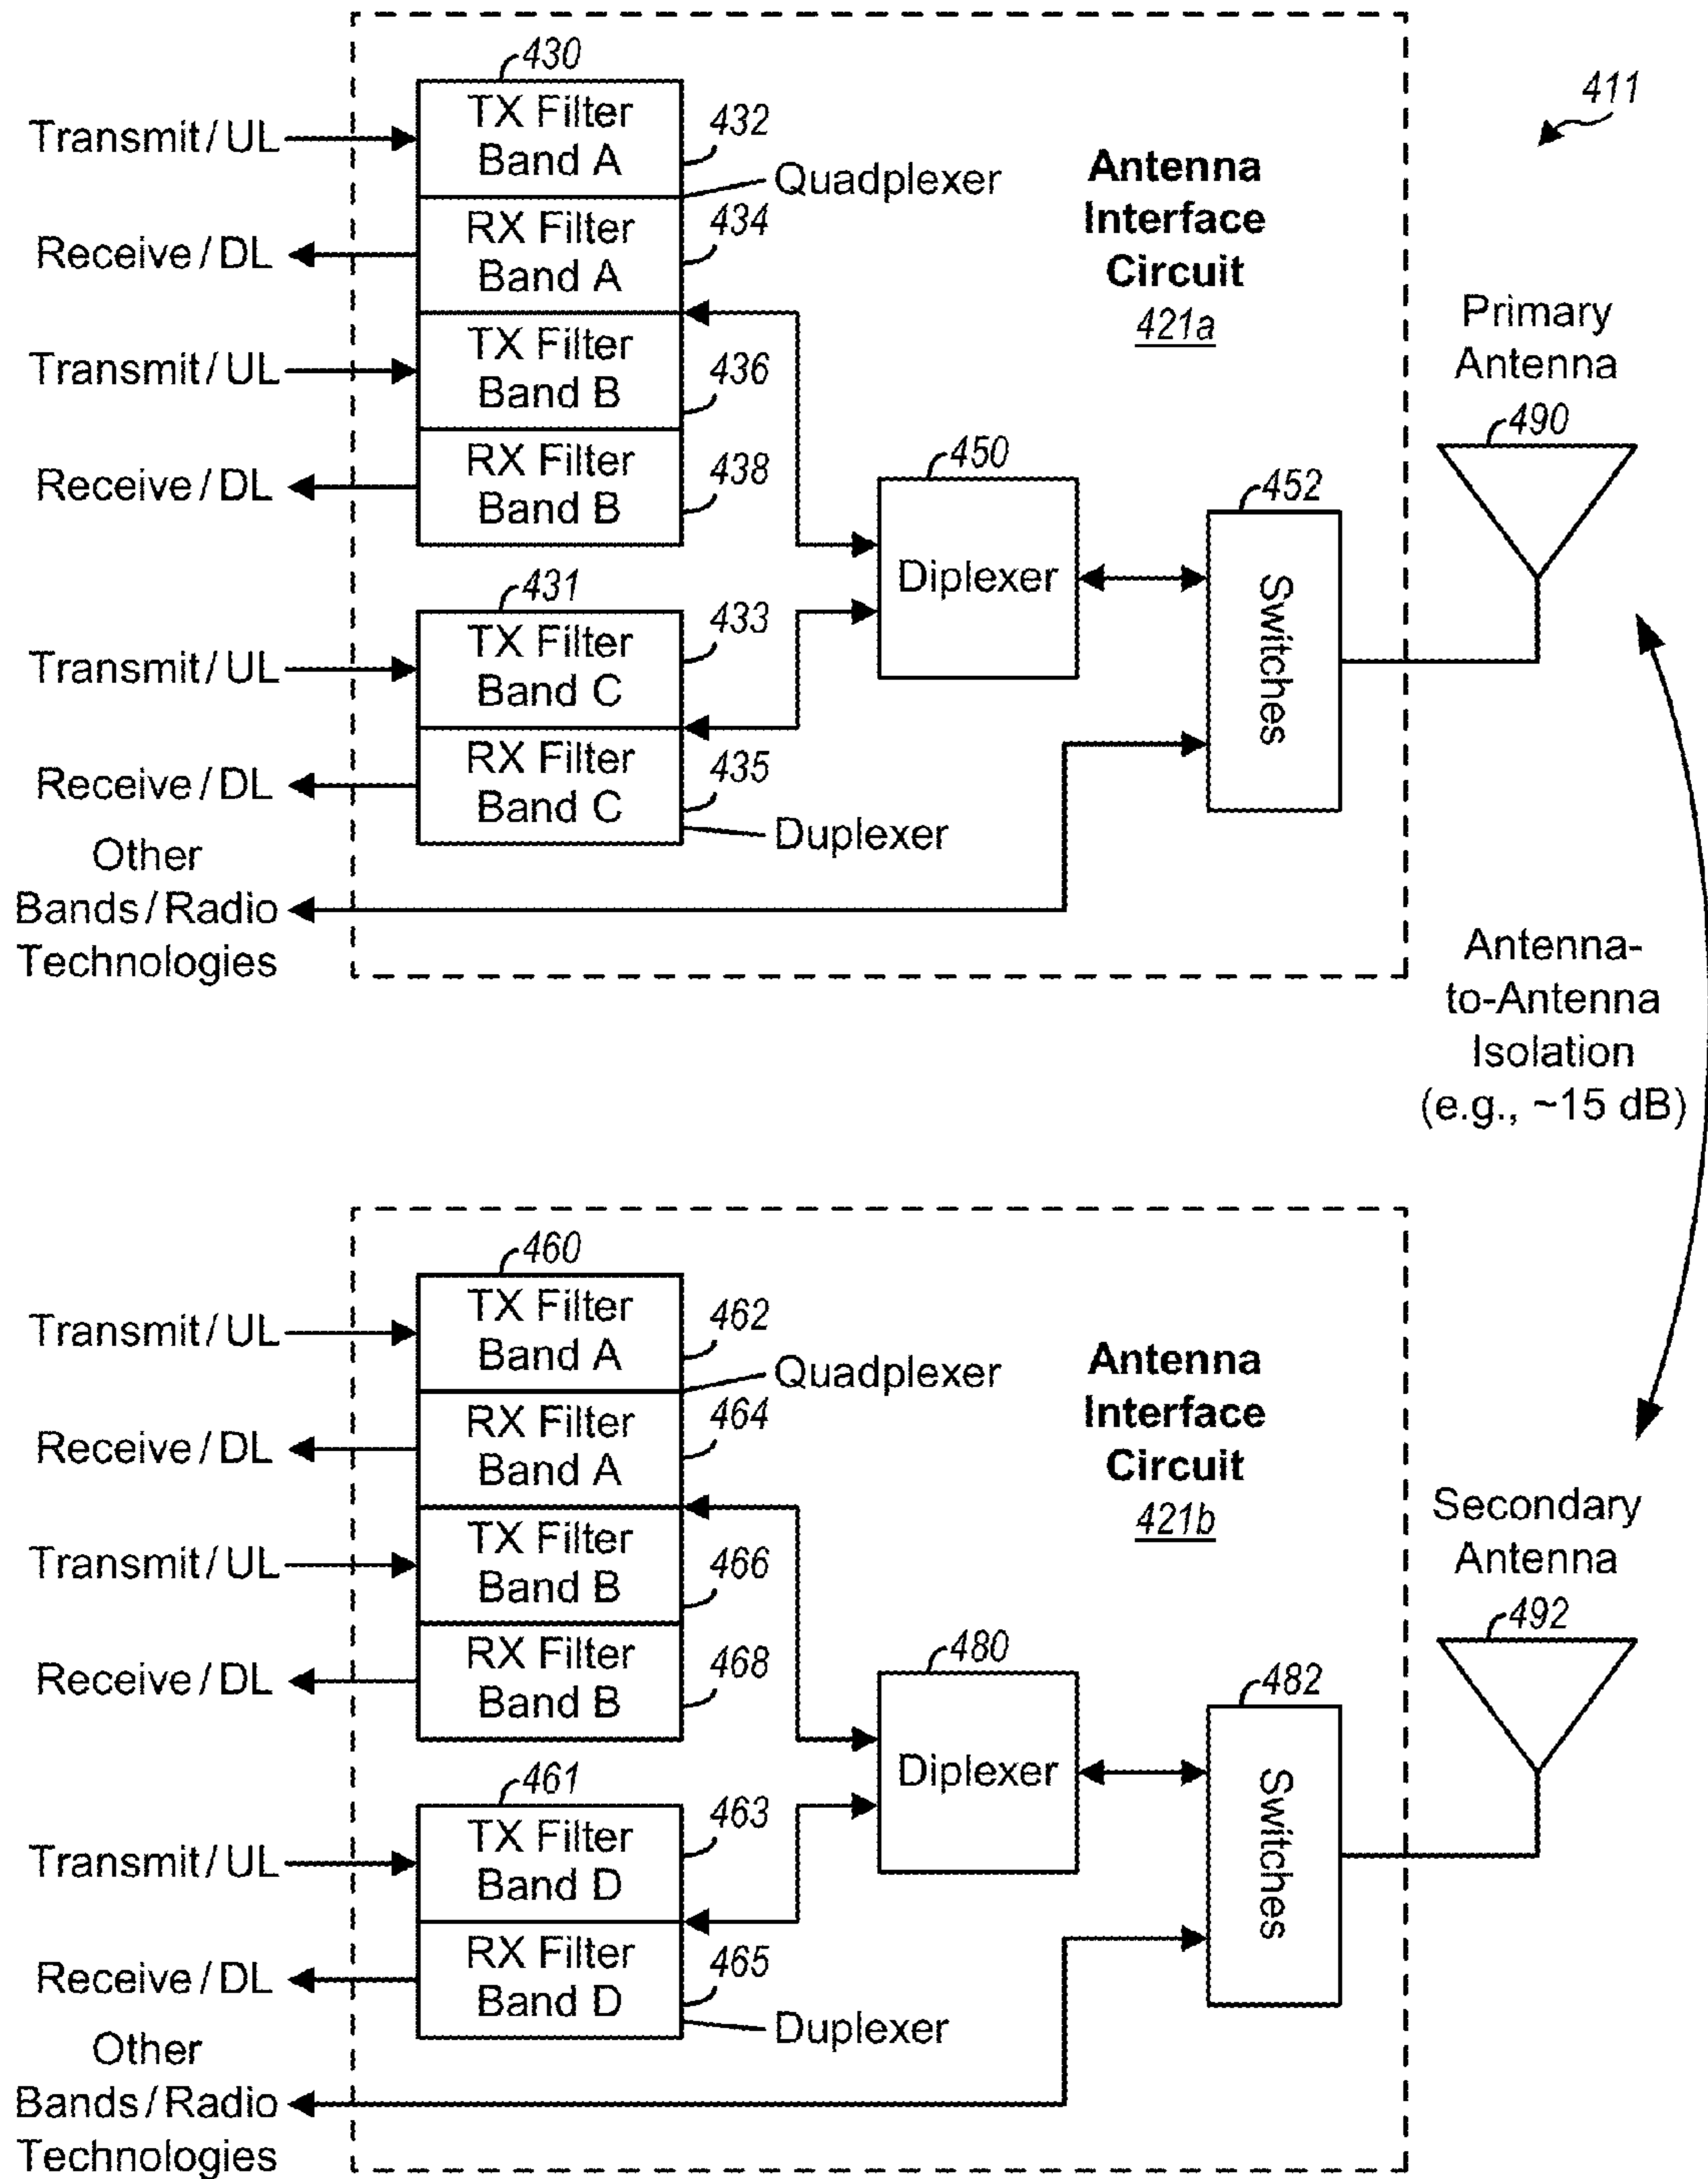 411
430
Transmit / UL
TX Filter
Band A
432
Quadplexer
Receive / DL
RX Filter
Band A
434
Transmit / UL
TX Filter
Band B
436
Receive / DL
RX Filter
Band B
438
431
Transmit / UL
TX Filter
Band C
433
Receive / DL
RX Filter
Band C
435
Duplexer
Other
Bands / Radio
Technologies
Antenna
Interface
Circuit
421a
450
Diplexer
452
Switches
Primary
Antenna
490
Antenna-
to-Antenna
Isolation
(e.g., ~15 dB)
460
Transmit / UL
TX Filter
Band A
462
Quadplexer
Receive / DL
RX Filter
Band A
464
Transmit / UL
TX Filter
Band B
466
Receive / DL
RX Filter
Band B
468
461
Transmit / UL
TX Filter
Band D
463
Receive / DL
RX Filter
Band D
465
Duplexer
Other
Bands / Radio
Technologies
Antenna
Interface
Circuit
421b
480
Diplexer
482
Switches
Secondary
Antenna
492